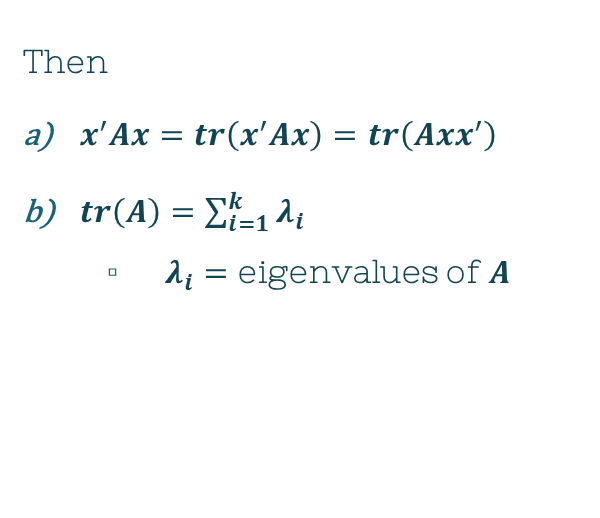 Then
a) x′Ax = tr(x′Ax) = tr(Axx′)
b) tr(A) = ∑ᵏᵢ₌₁ λᵢ
▫ λᵢ = eigenvalues of A